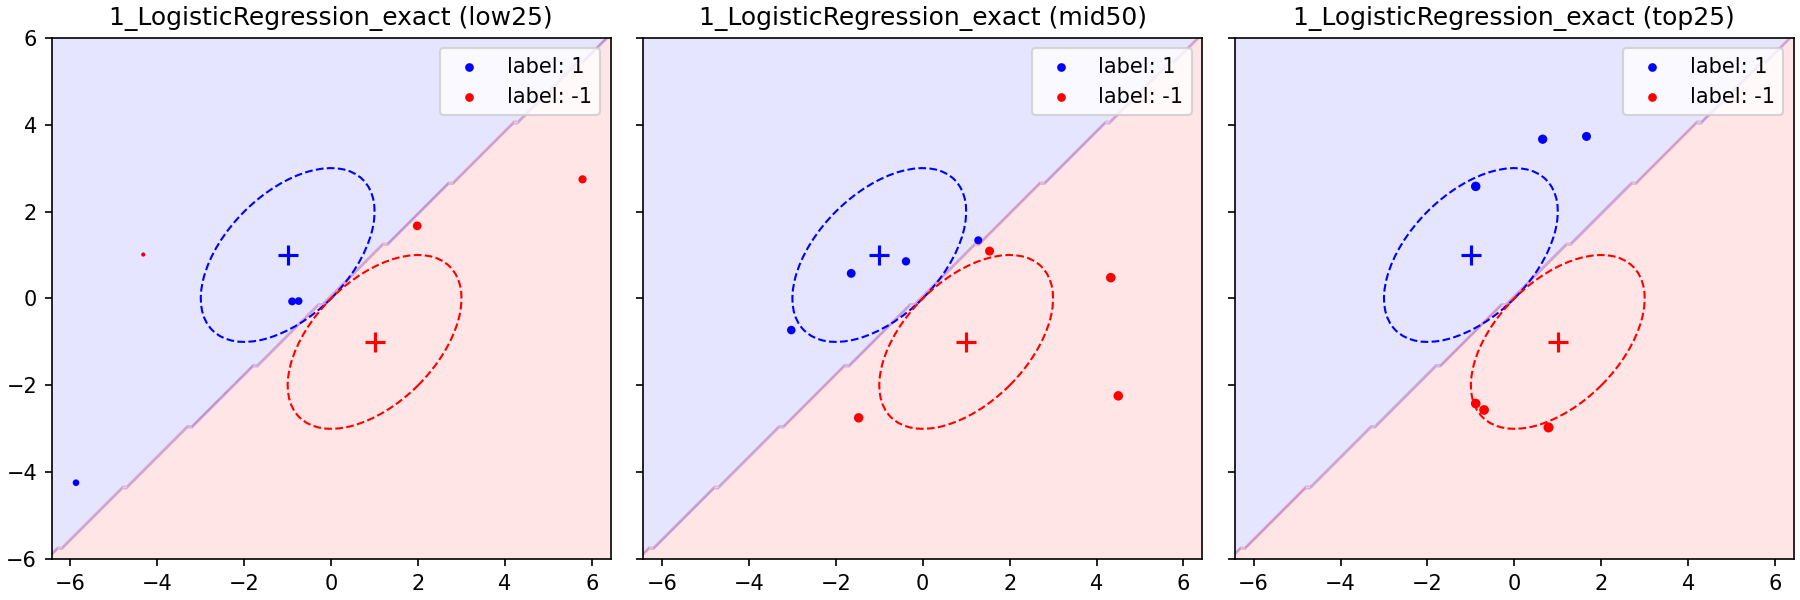 1_LogisticRegression_exact (low25)
1_LogisticRegression_exact (mid50)
1_LogisticRegression_exact (top25)
label: 1
label: -1
label: 1
label: -1
label: 1
label: -1
6
4
2
0
−2
−4
−6
−6 −4 −2 0 2 4 6
−6 −4 −2 0 2 4 6
−6 −4 −2 0 2 4 6